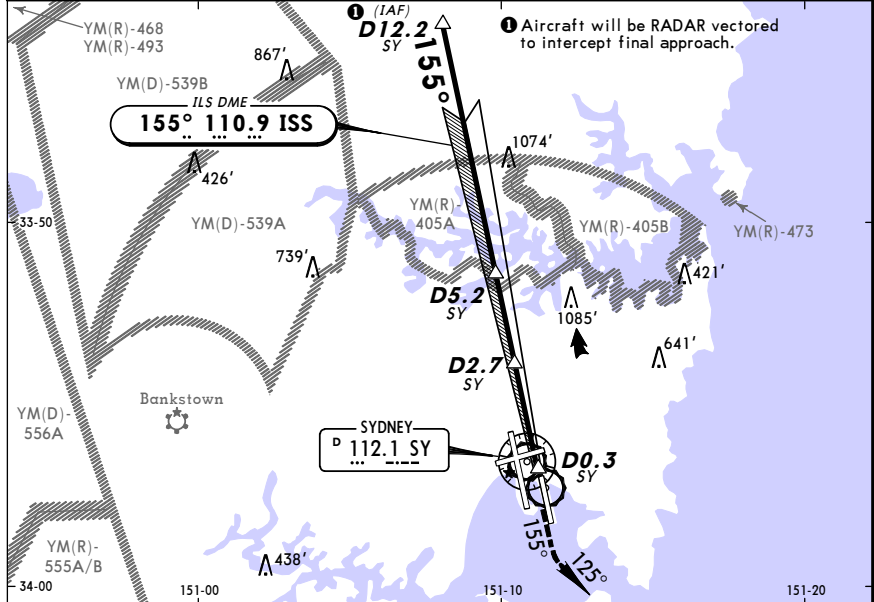 YM(R)-468
YM(R)-493
867'
YM(D)-539B
1 (IAF)
D12.2
SY
155°
1 Aircraft will be RADAR vectored
to intercept final approach.
ILS DME
155° 110.9 ISS
426'
1074'
33-50
YM(D)-539A
YM(R)-
405A
YM(R)-405B
YM(R)-473
739'
D5.2
SY
421'
1085'
641'
D2.7
SY
Bankstown
YM(D)-
556A
SYDNEY
D 112.1 SY
D0.3
SY
155°
125°
YM(R)-
555A/B
438'
34-00
151-00
151-10
151-20